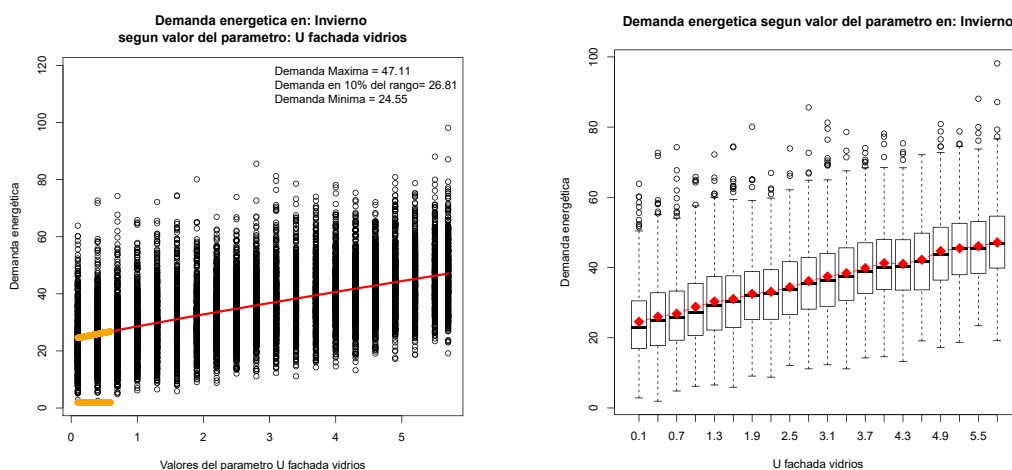 Demanda energetica en: Invierno
segun valor del parametro: U fachada vidrios
Demanda Maxima = 47.11
Demanda en 10% del rango= 26.81
Demanda Minima = 24.55
Demanda energética
120
100
80
60
40
20
0
0 1 2 3 4 5
Valores del parametro U fachada vidrios
Demanda energetica segun valor del parametro en: Invierno
Demanda energética
100
80
60
40
20
0
0.1 0.7 1.3 1.9 2.5 3.1 3.7 4.3 4.9 5.5
U fachada vidrios